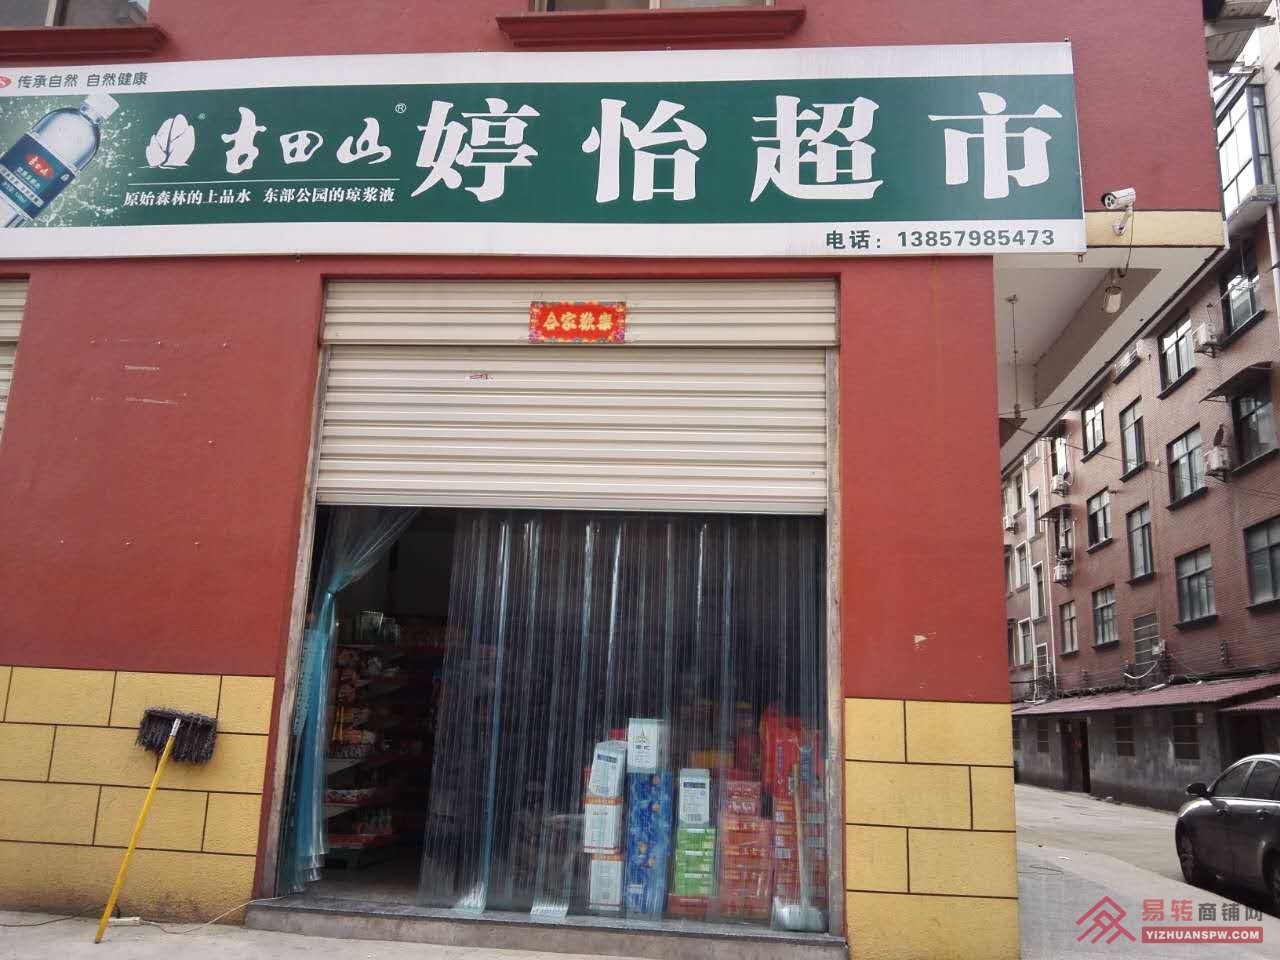 传承自然 自然健康
古田山® 婷怡超市
原始森林的上品水 东部公园的琼浆液
电话：13857985473
合家歡樂
易转商铺网
YIZHUANSPW.COM